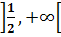 ]1/2, +∞[